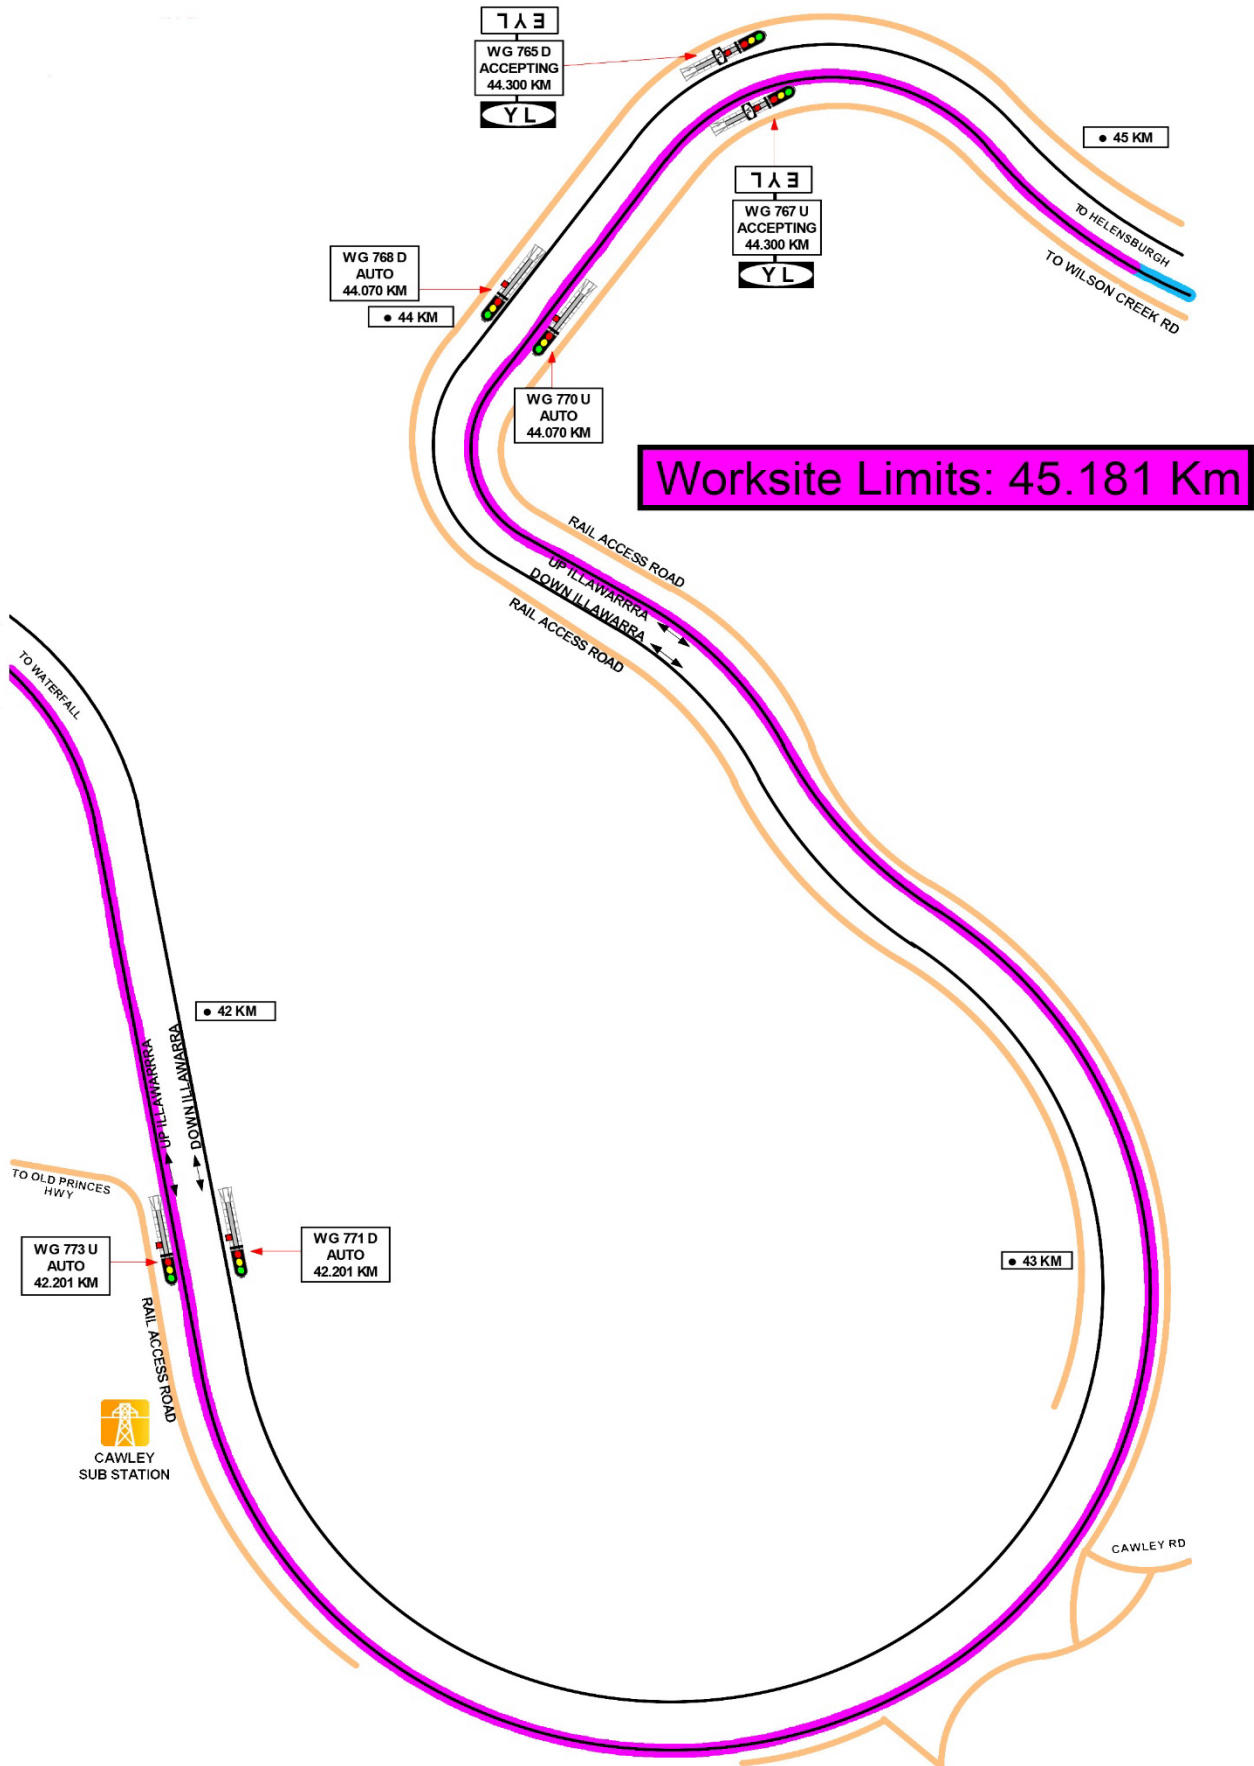 EYL
WG 765 D
ACCEPTING
44.300 KM
YL
45 KM
EYL
WG 767 U
ACCEPTING
44.300 KM
YL
TO HELENSBURGH
TO WILSON CREEK RD
WG 768 D
AUTO
44.070 KM
44 KM
WG 770 U
AUTO
44.070 KM
Worksite Limits: 45.181 Km
RAIL ACCESS ROAD
UP ILLAWARRRA
DOWN ILLAWARRA
RAIL ACCESS ROAD
TO WATERFALL
42 KM
UP ILLAWARRRA
DOWN ILLAWARRA
TO OLD PRINCES
HWY
WG 773 U
AUTO
42.201 KM
WG 771 D
AUTO
42.201 KM
43 KM
RAIL ACCESS ROAD
CAWLEY
SUB STATION
CAWLEY RD